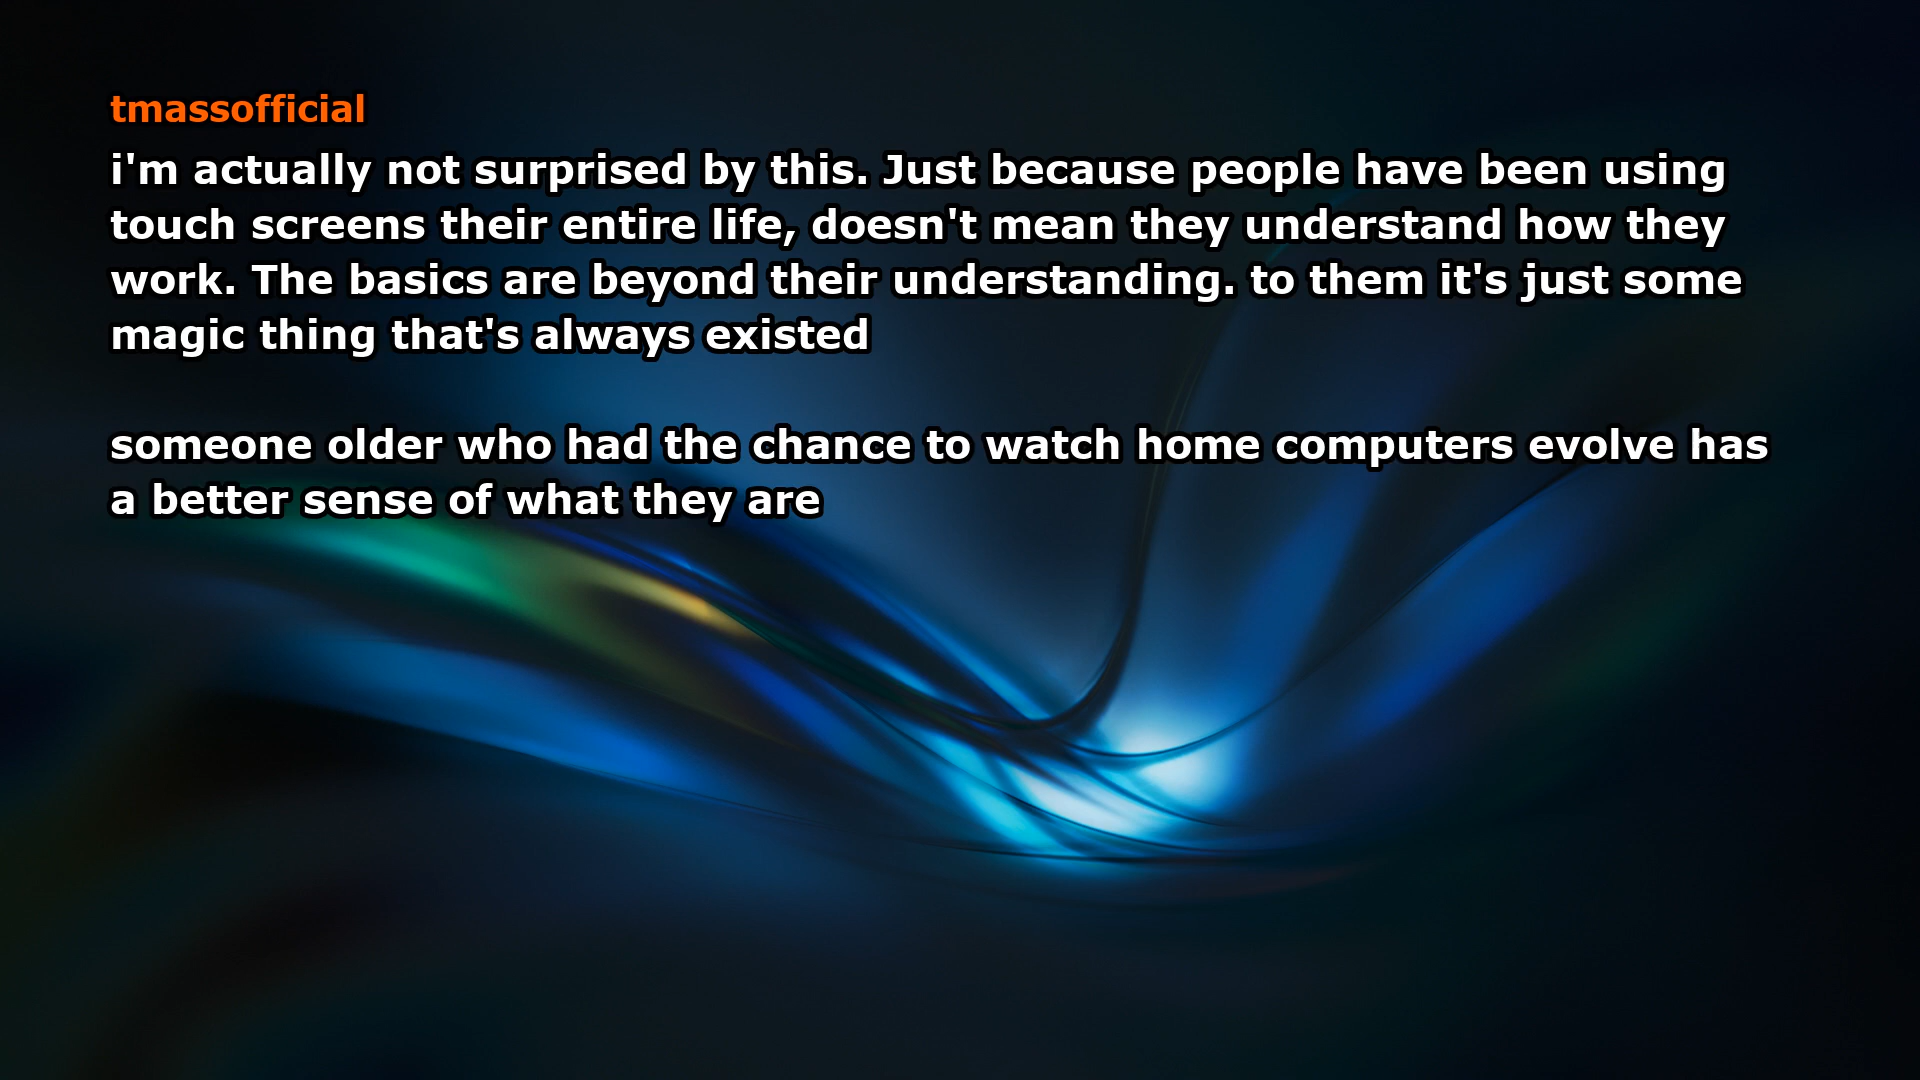 tmassofficial
i'm actually not surprised by this. Just because people have been using
touch screens their entire life, doesn't mean they understand how they
work. The basics are beyond their understanding. to them it's just some
magic thing that's always existed
someone older who had the chance to watch home computers evolve has
a better sense of what they are